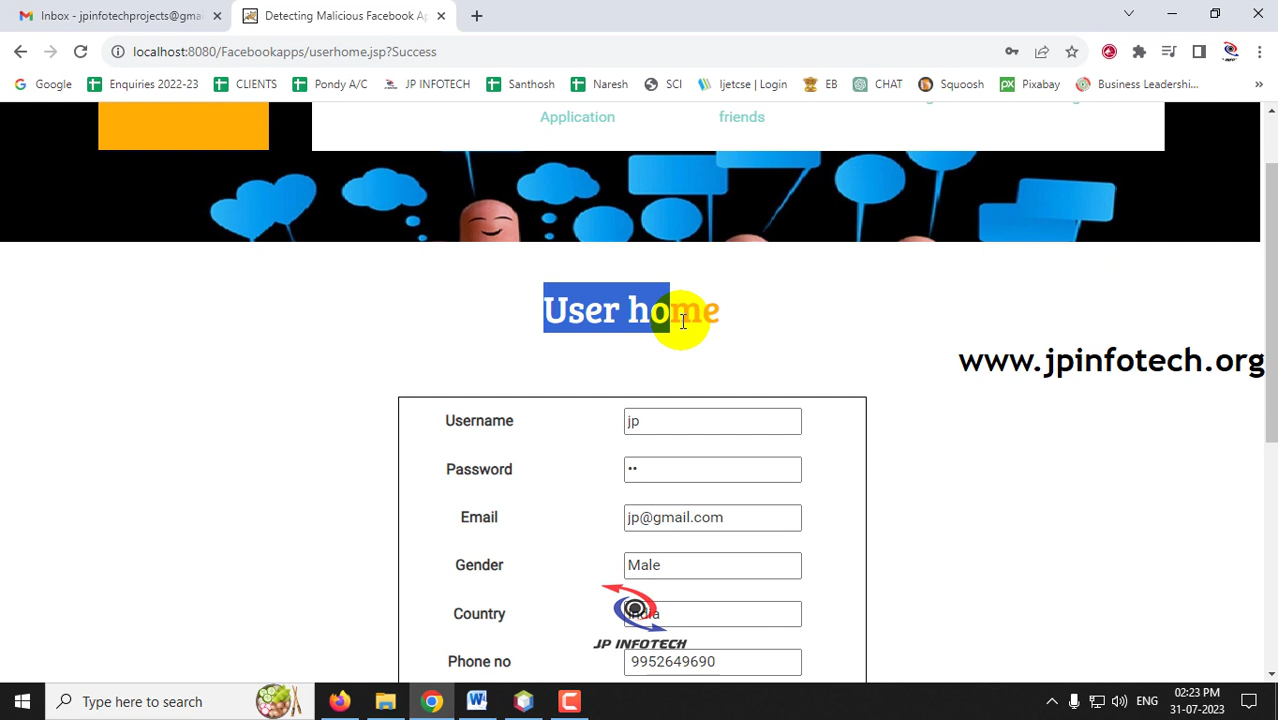 Inbox - jpinfotechprojects@gmai
Detecting Malicious Facebook Ap
localhost:8080/Facebookapps/userhome.jsp?Success
Google
Enquiries 2022-23
CLIENTS
Pondy A/C
JP INFOTECH
Santhosh
Naresh
SCI
Ijetcse | Login
EB
CHAT
Squoosh
Pixabay
Business Leadershi...
»
Application
friends
User home
www.jpinfotech.org
Username jp
Password ••
Email jp@gmail.com
Gender Male
Country India
Phone no 9952649690
JP INFOTECH
Type here to search
ENG
02:23 PM
31-07-2023